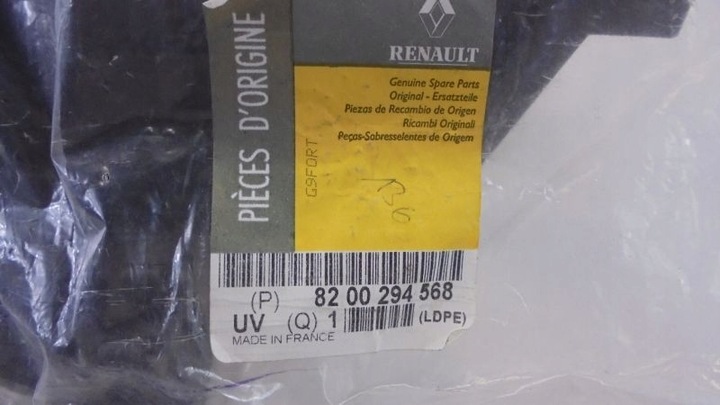 PIÈCES D'ORIGINE
RENAULT
Genuine Spare Parts
Original - Ersatzteile
Piezas de Recambio de Origen
Ricambi Originali
Peças-Sobresselentes de Origem
G9FORT
(P) 82 00 294 568
UV (Q) 1 (LDPE)
MADE IN FRANCE